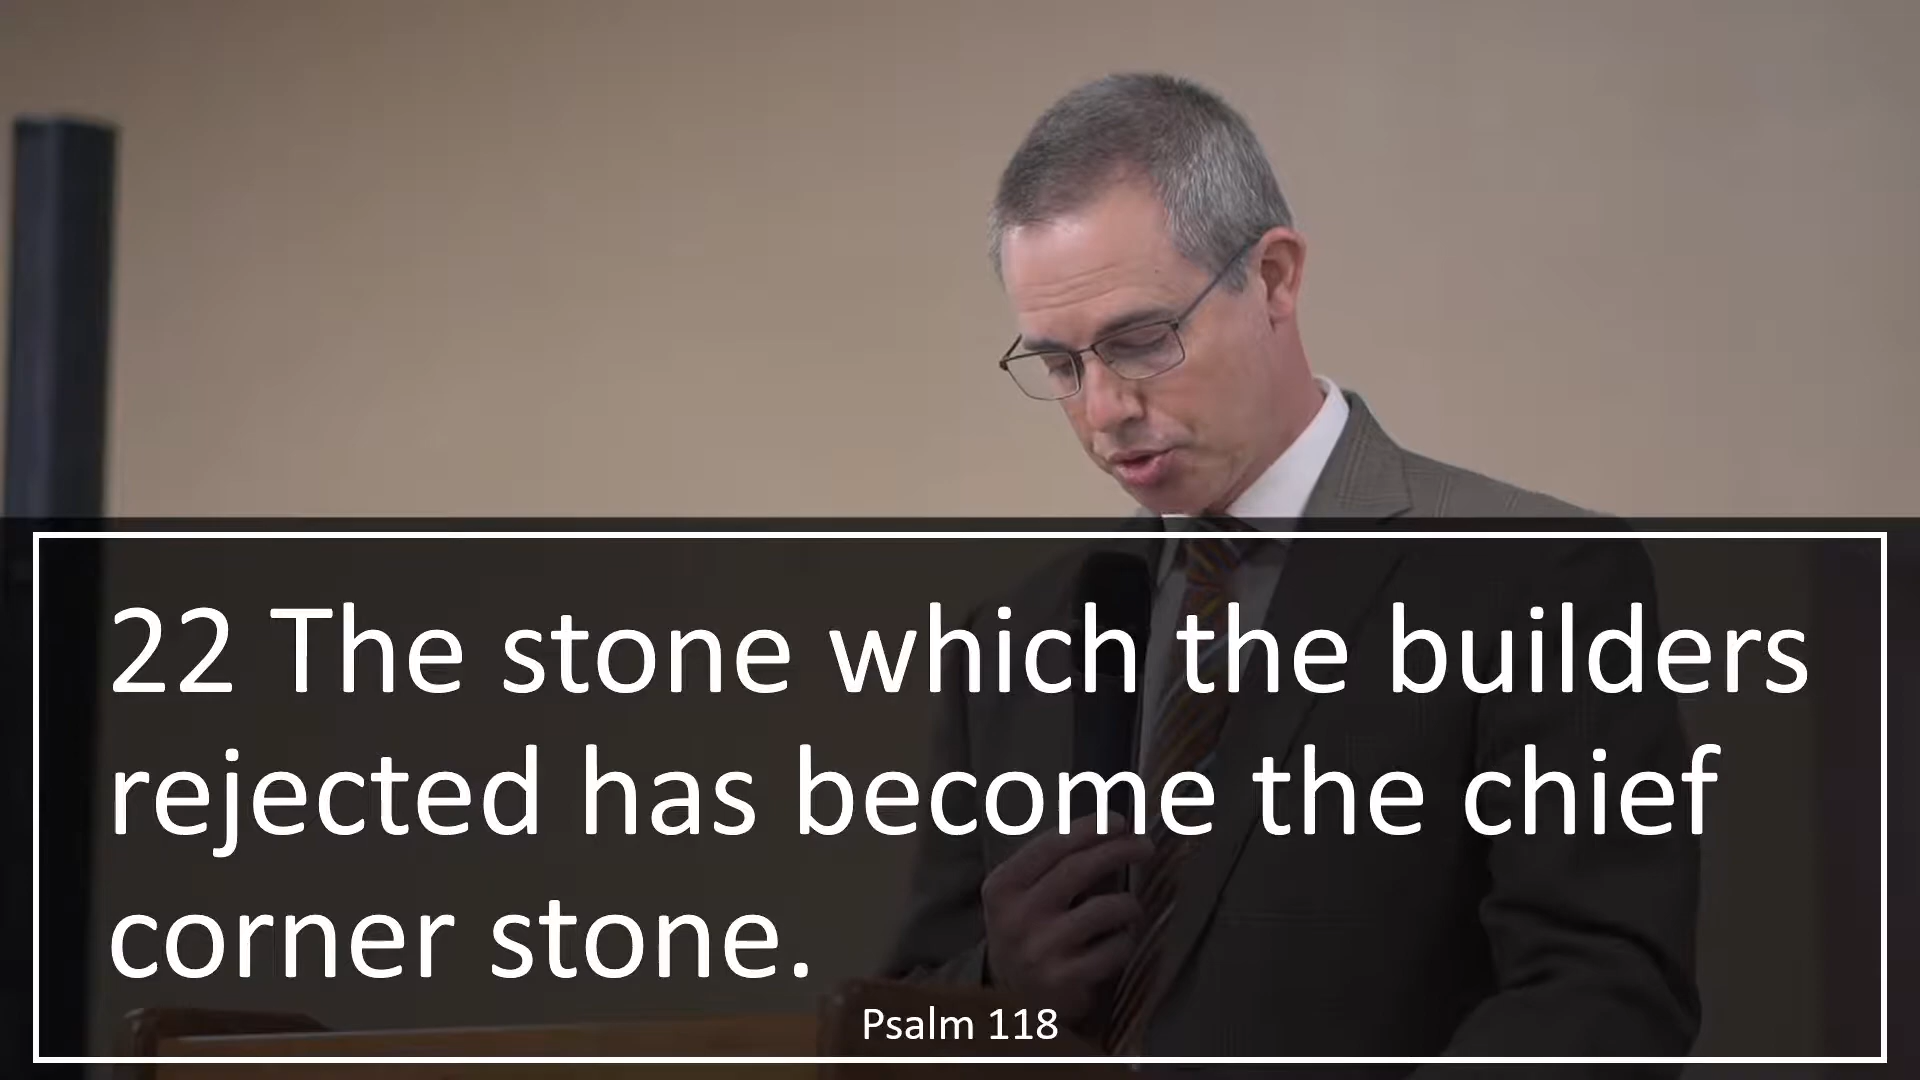 22 The stone which the builders
rejected has become the chief
corner stone.
Psalm 118